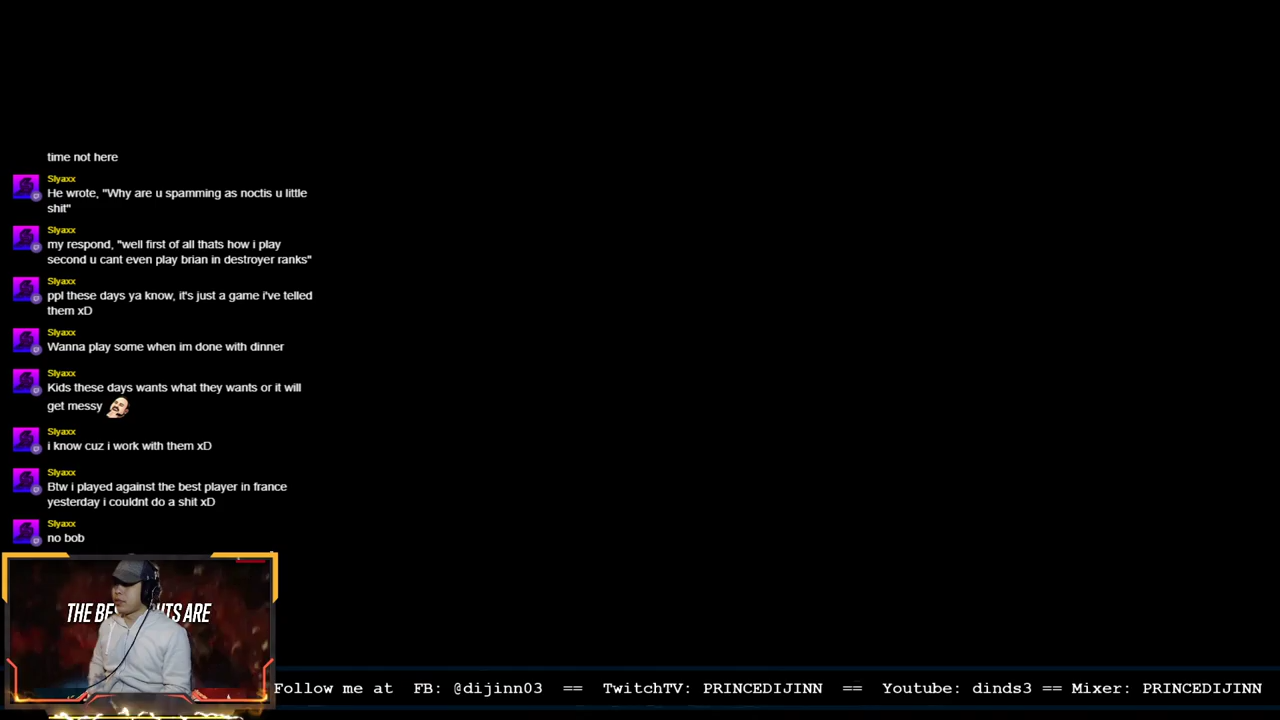 time not here
Slyaxx
He wrote, "Why are u spamming as noctis u little
shit"
Slyaxx
my respond, "well first of all thats how i play
second u cant even play brian in destroyer ranks"
Slyaxx
ppl these days ya know, it's just a game i've telled
them xD
Slyaxx
Wanna play some when im done with dinner
Slyaxx
Kids these days wants what they wants or it will
get messy
Slyaxx
i know cuz i work with them xD
Slyaxx
Btw i played against the best player in france
yesterday i couldnt do a shit xD
Slyaxx
no bob
THE ARE
Follow me at FB: @dijinn03 == TwitchTV: PRINCEDIJINN == Youtube: dinds3 == Mixer: PRINCEDIJINN